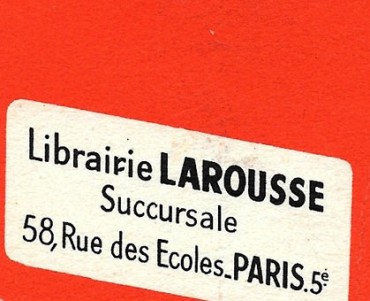 Librairie LAROUSSE
Succursale
58, Rue des Ecoles_PARIS.5e